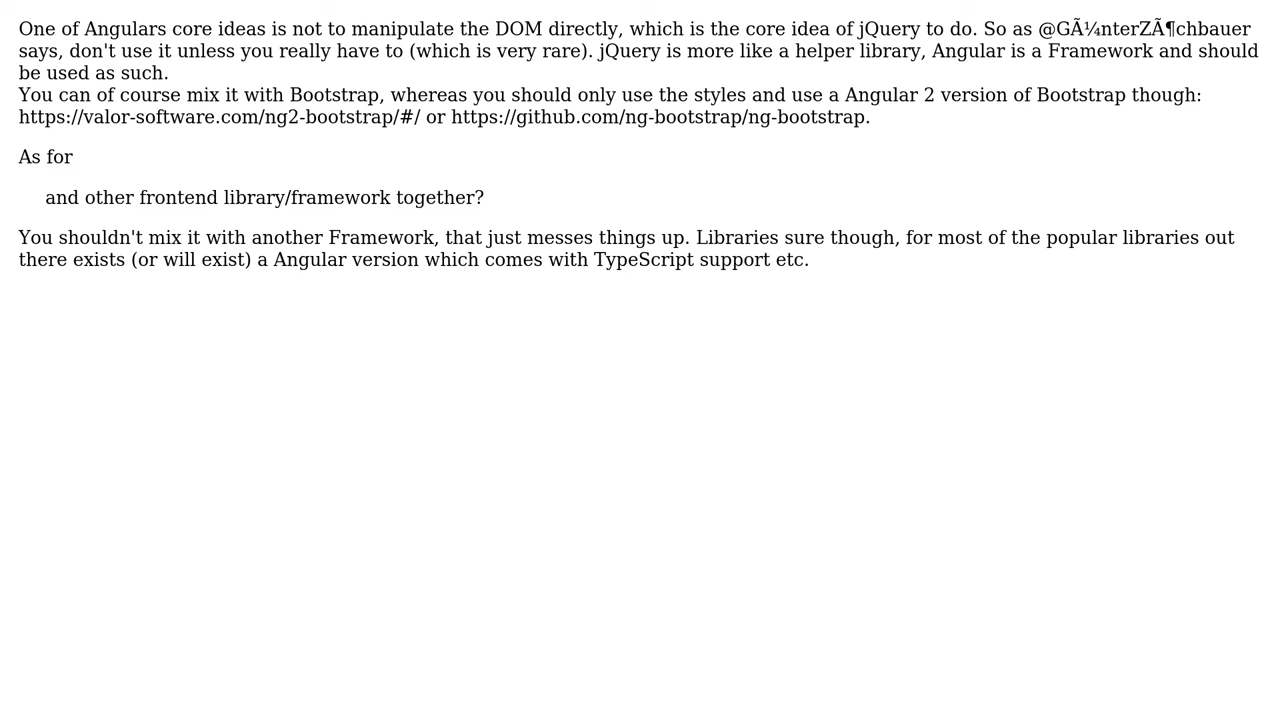 One of Angulars core ideas is not to manipulate the DOM directly, which is the core idea of jQuery to do. So as @GÃ¼nterZÃ¶chbauer
says, don't use it unless you really have to (which is very rare). jQuery is more like a helper library, Angular is a Framework and should
be used as such.
You can of course mix it with Bootstrap, whereas you should only use the styles and use a Angular 2 version of Bootstrap though:
https://valor-software.com/ng2-bootstrap/#/ or https://github.com/ng-bootstrap/ng-bootstrap.
As for
and other frontend library/framework together?
You shouldn't mix it with another Framework, that just messes things up. Libraries sure though, for most of the popular libraries out
there exists (or will exist) a Angular version which comes with TypeScript support etc.